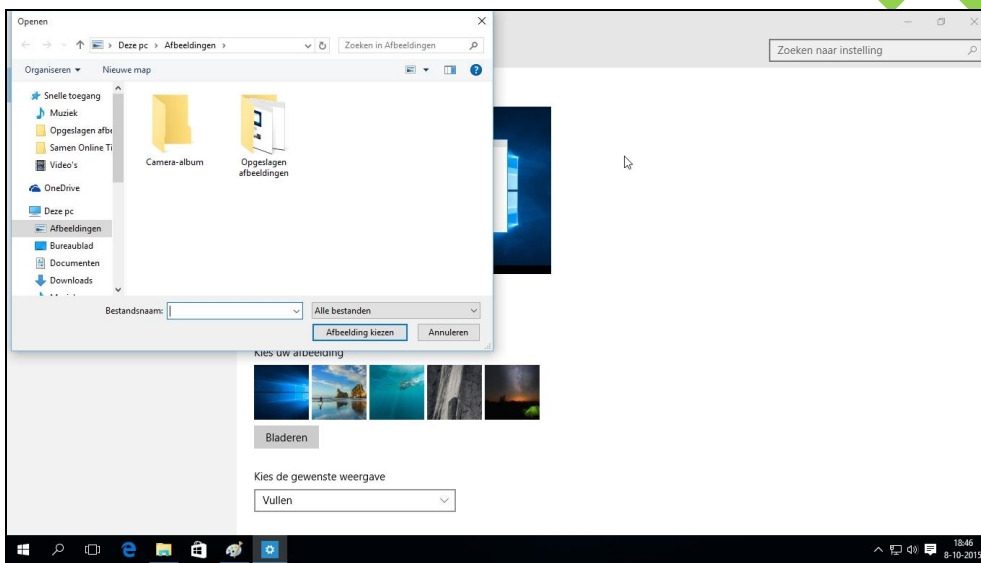 Openen
Deze pc > Afbeeldingen >
Zoeken in Afbeeldingen
Zoeken naar instelling
Organiseren
Nieuwe map
Snelle toegang
Muziek
Opgeslagen afbe
Samen Online Ti
Video's
OneDrive
Deze pc
Afbeeldingen
Bureaublad
Documenten
Downloads
Camera-album
Opgeslagen
afbeeldingen
Bestandsnaam:
Alle bestanden
Afbeelding kiezen
Annuleren
Kies uw afbeelding
Bladeren
Kies de gewenste weergave
Vullen
18:46
8-10-2015